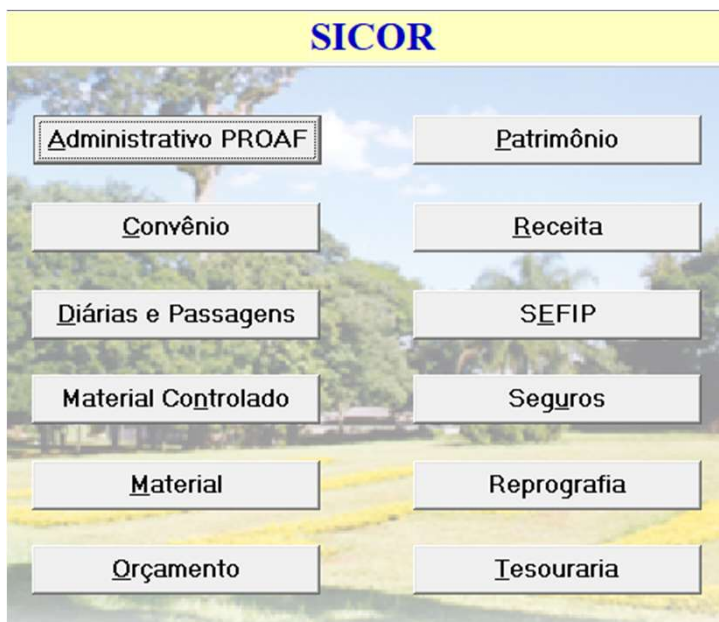 SICOR
Administrativo PROAF
Patrimônio
Convênio
Receita
Diárias e Passagens
SEFIP
Material Controlado
Seguros
Material
Reprografia
Orçamento
Tesouraria